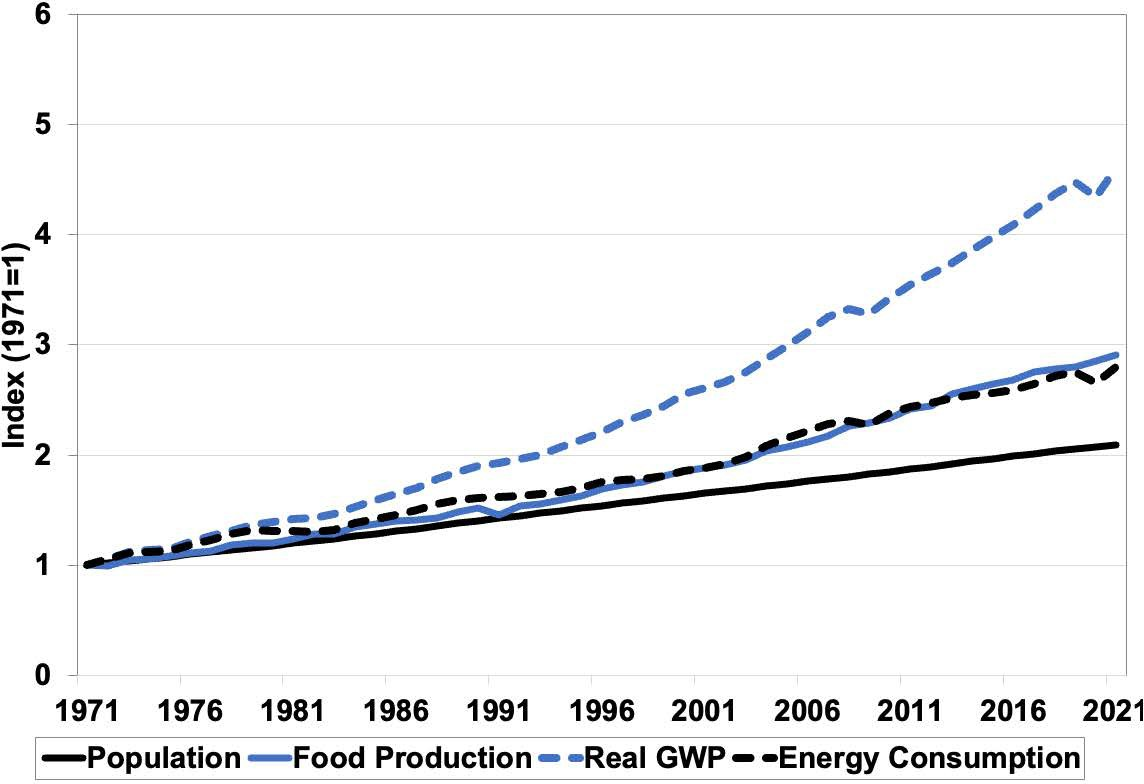 6
5
4
3
2
1
0
Index (1971=1)
1971 1976 1981 1986 1991 1996 2001 2006 2011 2016 2021
Population Food Production Real GWP Energy Consumption